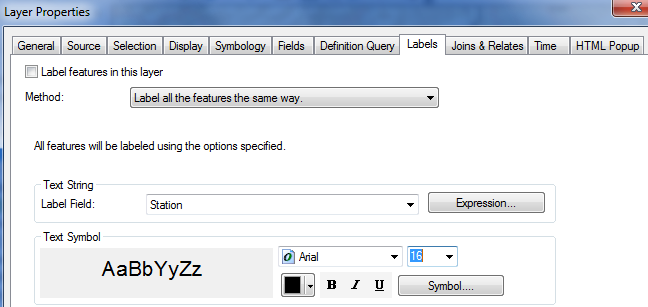 Layer Properties
General Source Selection Display Symbology Fields Definition Query Labels Joins & Relates Time HTML Popup
Label features in this layer
Method: Label all the features the same way.
All features will be labeled using the options specified.
Text String
Label Field: Station Expression...
Text Symbol
AaBbYyZz Arial 16
B I U Symbol....